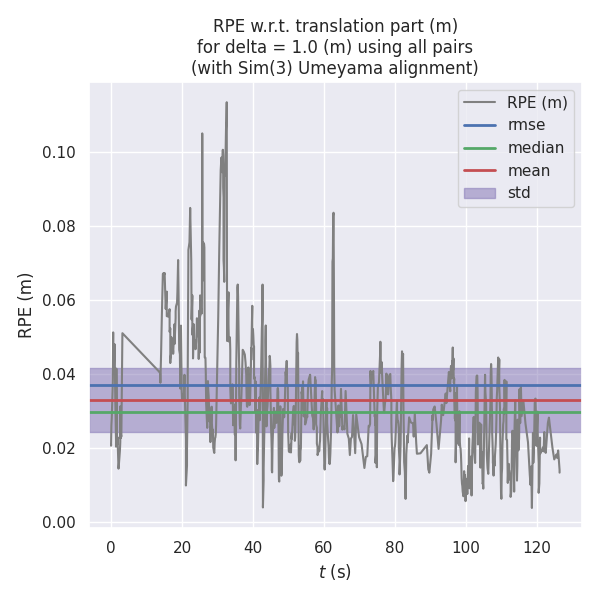 RPE w.r.t. translation part (m)
for delta = 1.0 (m) using all pairs
(with Sim(3) Umeyama alignment)
RPE (m)
rmse
median
mean
std
0.10
0.08
0.06
0.04
0.02
0.00
RPE (m)
0 20 40 60 80 100 120
t (s)